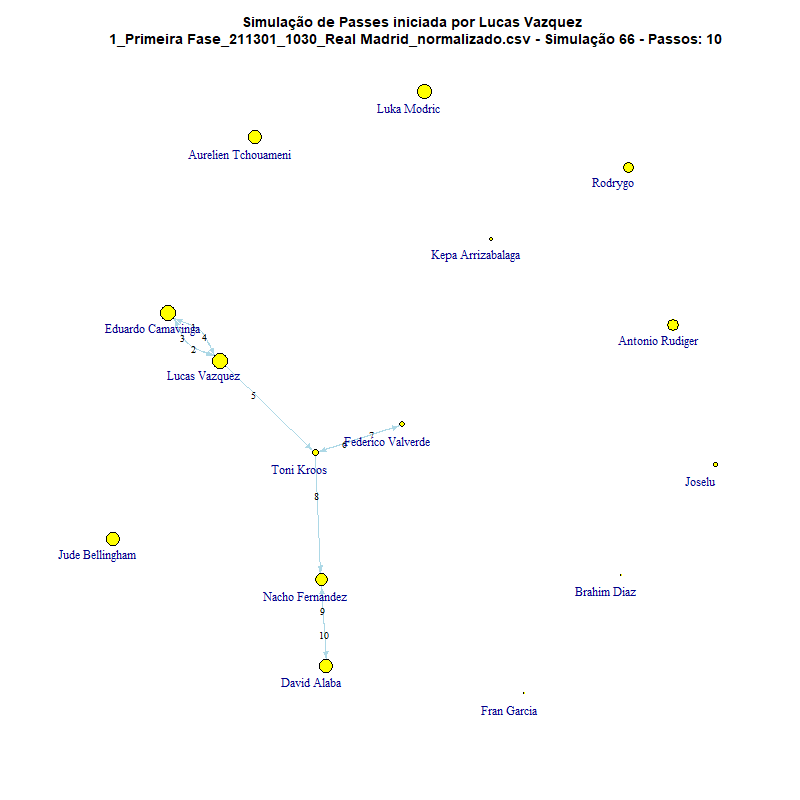 Simulação de Passes iniciada por Lucas Vazquez
1_Primeira Fase_211301_1030_Real Madrid_normalizado.csv - Simulação 66 - Passos: 10
Luka Modric
Aurelien Tchouameni
Rodrygo
Kepa Arrizabalaga
Eduardo Camavinga
1
3
4
Antonio Rudiger
2
Lucas Vazquez
5
7
6
Federico Valverde
Toni Kroos
Joselu
8
Jude Bellingham
Brahim Diaz
Nacho Fernandez
9
10
David Alaba
Fran Garcia